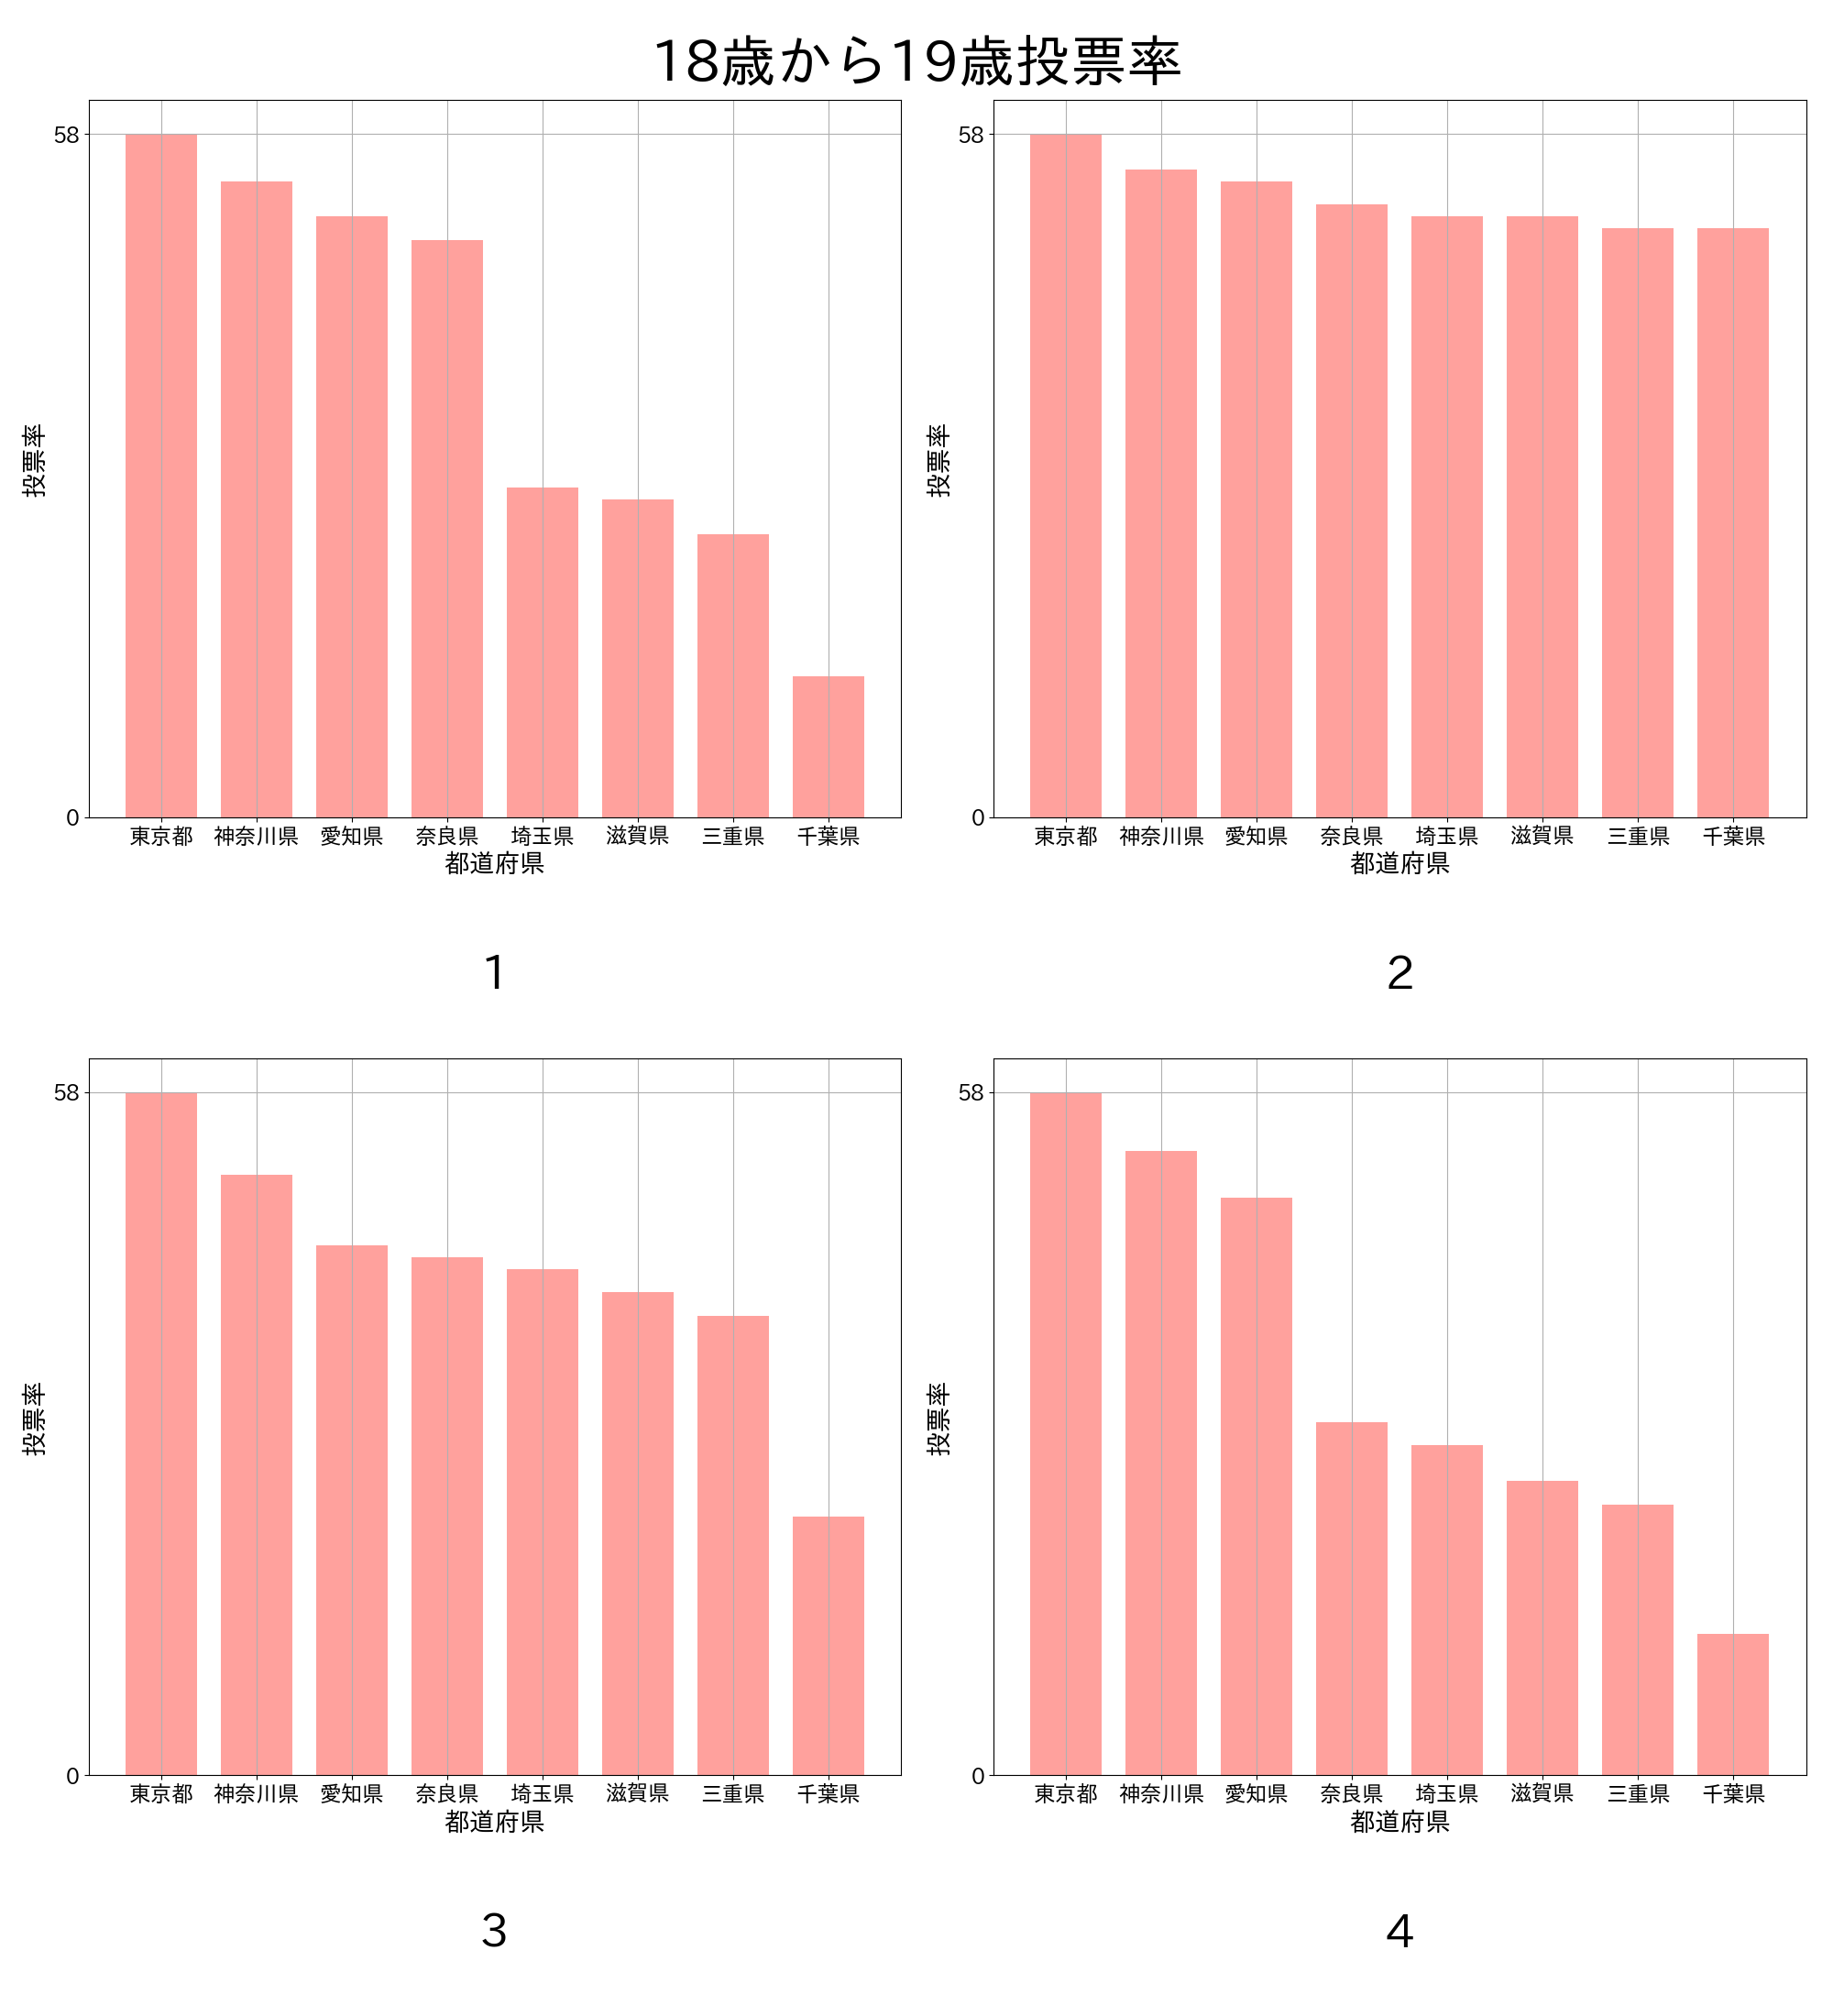 18歳から19歳投票率
58
0
投票率
東京都 神奈川県 愛知県 奈良県 埼玉県 滋賀県 三重県 千葉県
都道府県
1
58
0
投票率
東京都 神奈川県 愛知県 奈良県 埼玉県 滋賀県 三重県 千葉県
都道府県
2
58
0
投票率
東京都 神奈川県 愛知県 奈良県 埼玉県 滋賀県 三重県 千葉県
都道府県
3
58
0
投票率
東京都 神奈川県 愛知県 奈良県 埼玉県 滋賀県 三重県 千葉県
都道府県
4